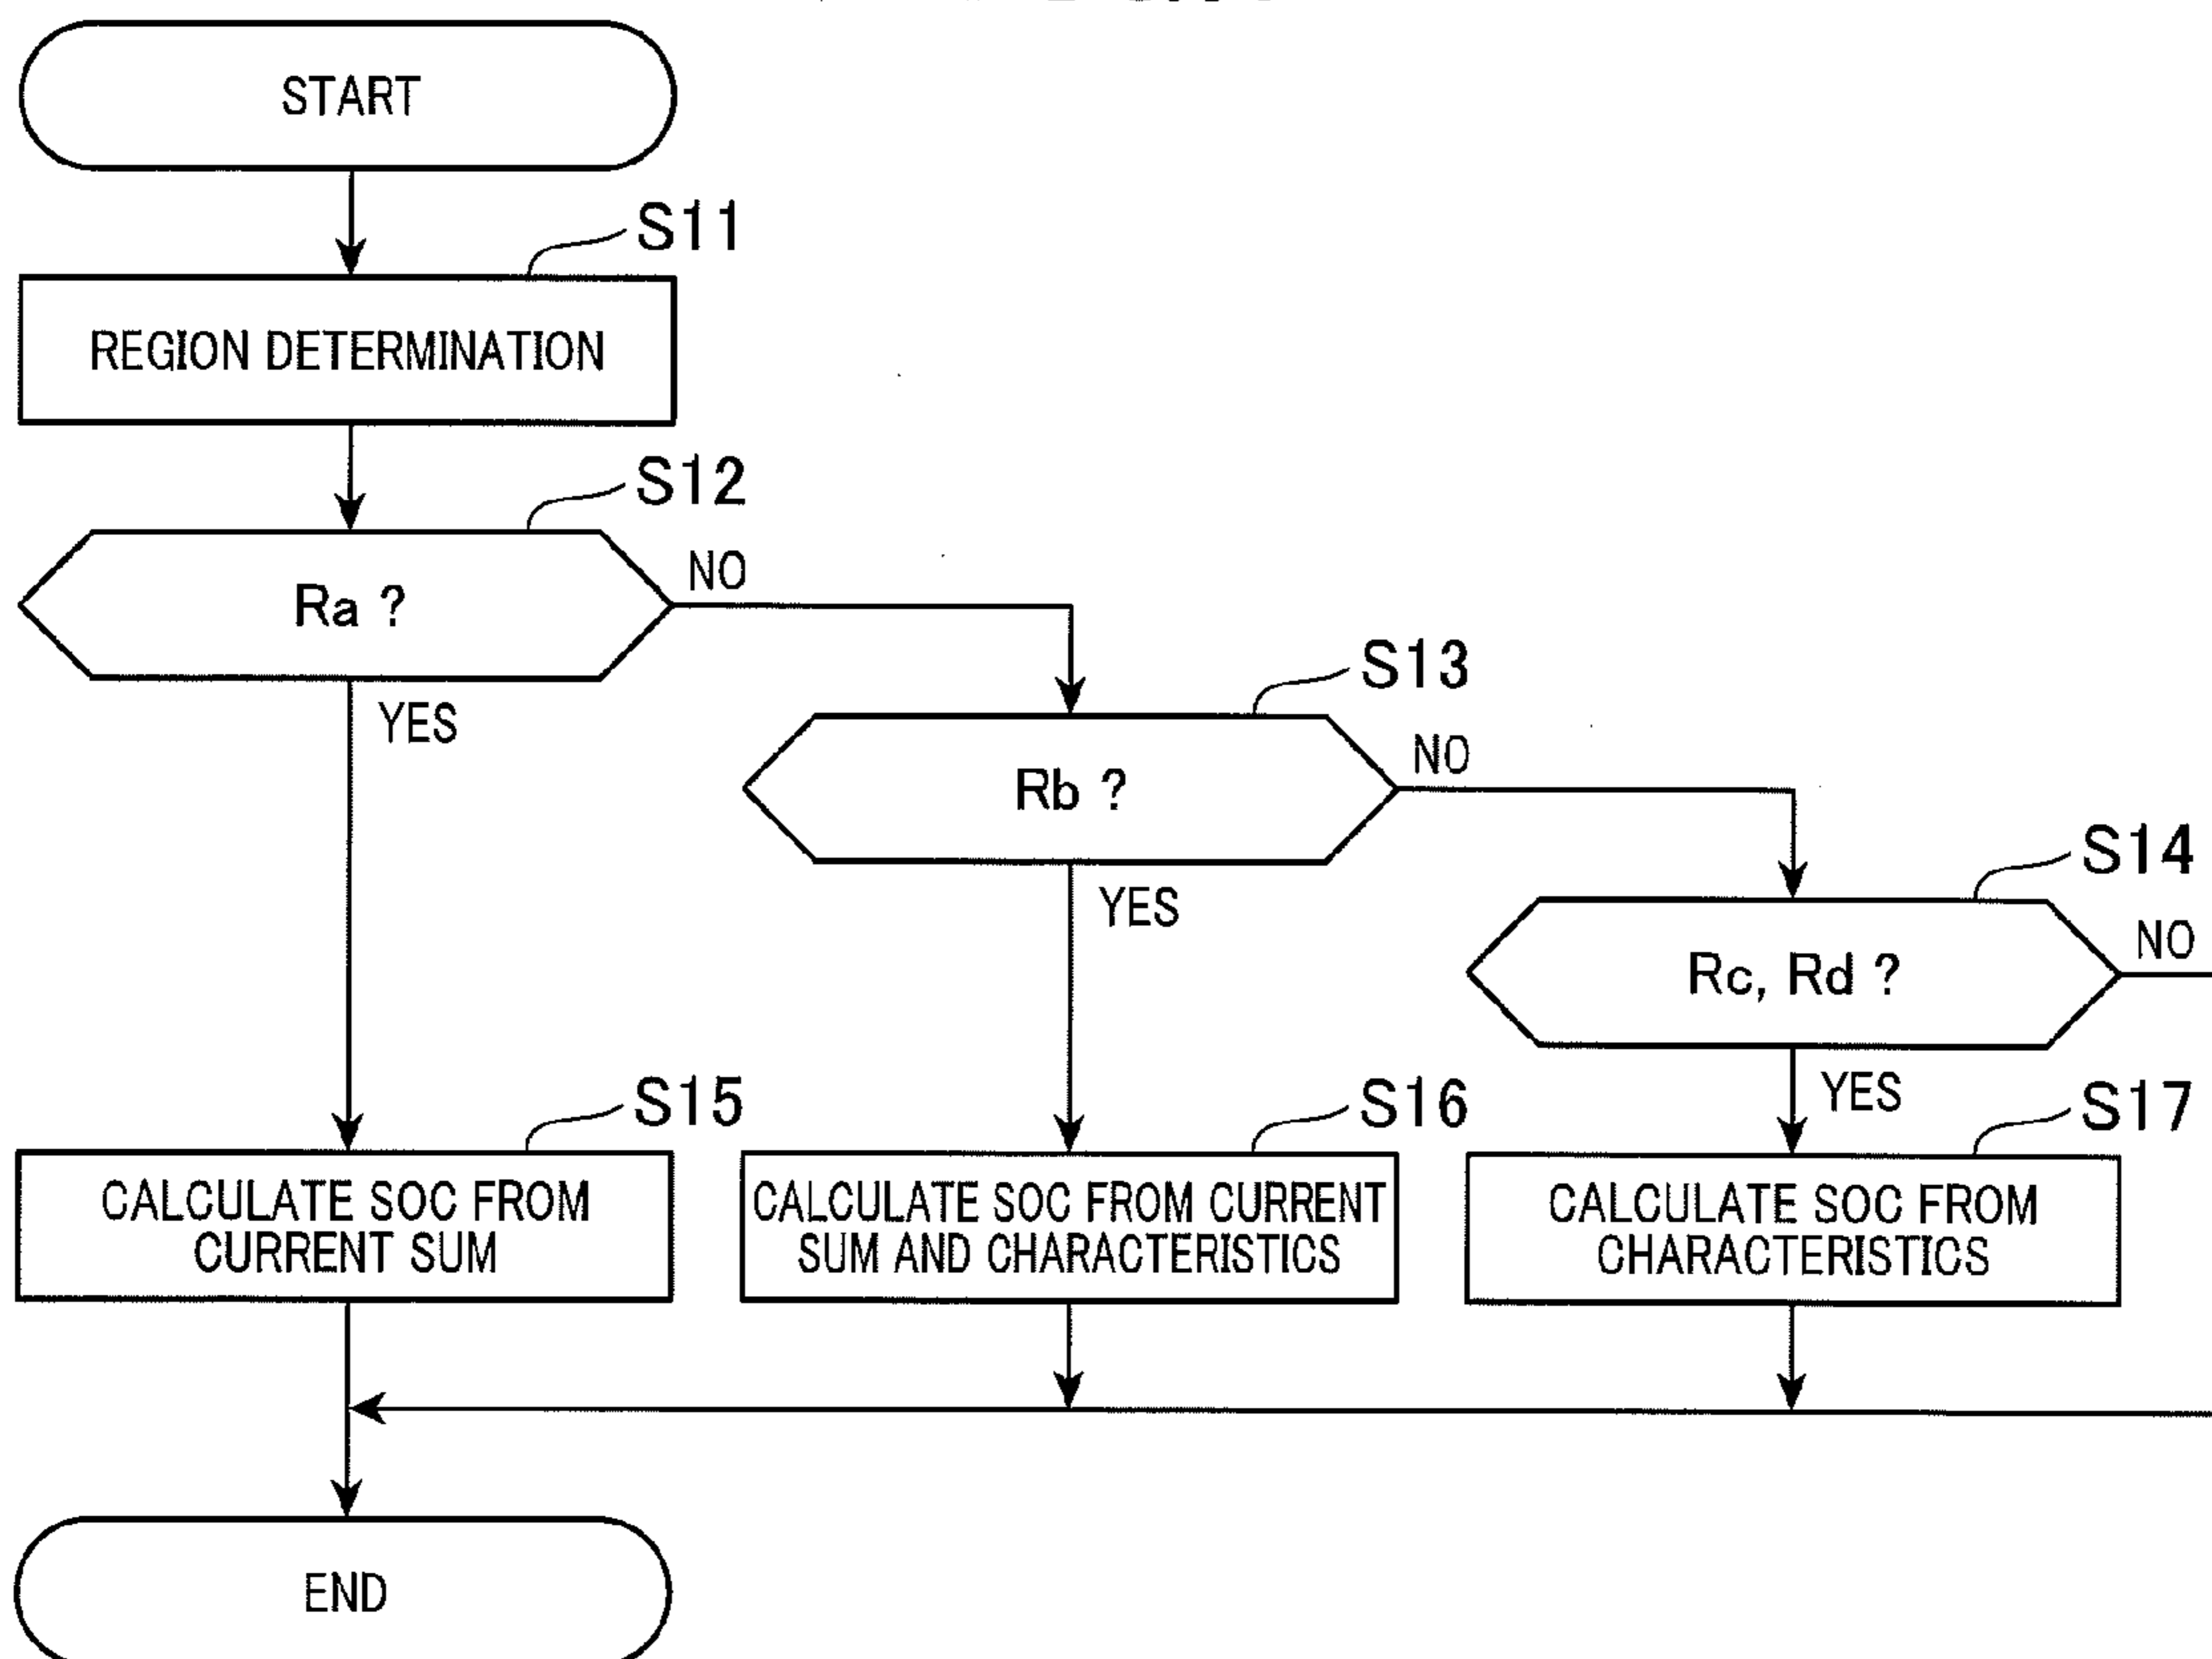 START
S11
REGION DETERMINATION
S12
Ra ?
NO
YES
S13
Rb ?
NO
YES
S14
Rc, Rd ?
NO
YES
S15
CALCULATE SOC FROM
CURRENT SUM
S16
CALCULATE SOC FROM CURRENT
SUM AND CHARACTERISTICS
S17
CALCULATE SOC FROM
CHARACTERISTICS
END